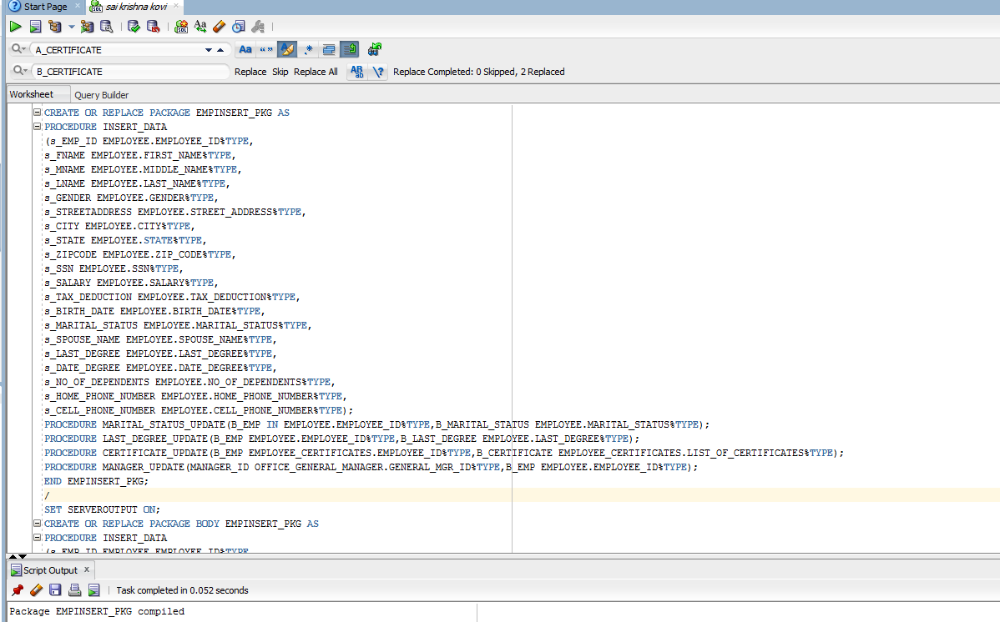 Start Page
sai krishna kovi
A_CERTIFICATE
B_CERTIFICATE Replace Skip Replace All Replace Completed: 0 Skipped, 2 Replaced
Worksheet Query Builder
CREATE OR REPLACE PACKAGE EMPINSERT_PKG AS
PROCEDURE INSERT_DATA
(s_EMP_ID EMPLOYEE.EMPLOYEE_ID%TYPE,
s_FNAME EMPLOYEE.FIRST_NAME%TYPE,
s_MNAME EMPLOYEE.MIDDLE_NAME%TYPE,
s_LNAME EMPLOYEE.LAST_NAME%TYPE,
s_GENDER EMPLOYEE.GENDER%TYPE,
s_STREETADDRESS EMPLOYEE.STREET_ADDRESS%TYPE,
s_CITY EMPLOYEE.CITY%TYPE,
s_STATE EMPLOYEE.STATE%TYPE,
s_ZIPCODE EMPLOYEE.ZIP_CODE%TYPE,
s_SSN EMPLOYEE.SSN%TYPE,
s_SALARY EMPLOYEE.SALARY%TYPE,
s_TAX_DEDUCTION EMPLOYEE.TAX_DEDUCTION%TYPE,
s_BIRTH_DATE EMPLOYEE.BIRTH_DATE%TYPE,
s_MARITAL_STATUS EMPLOYEE.MARITAL_STATUS%TYPE,
s_SPOUSE_NAME EMPLOYEE.SPOUSE_NAME%TYPE,
s_LAST_DEGREE EMPLOYEE.LAST_DEGREE%TYPE,
s_DATE_DEGREE EMPLOYEE.DATE_DEGREE%TYPE,
s_NO_OF_DEPENDENTS EMPLOYEE.NO_OF_DEPENDENTS%TYPE,
s_HOME_PHONE_NUMBER EMPLOYEE.HOME_PHONE_NUMBER%TYPE,
s_CELL_PHONE_NUMBER EMPLOYEE.CELL_PHONE_NUMBER%TYPE);
PROCEDURE MARITAL_STATUS_UPDATE(B_EMP IN EMPLOYEE.EMPLOYEE_ID%TYPE,B_MARITAL_STATUS EMPLOYEE.MARITAL_STATUS%TYPE);
PROCEDURE LAST_DEGREE_UPDATE(B_EMP EMPLOYEE.EMPLOYEE_ID%TYPE,B_LAST_DEGREE EMPLOYEE.LAST_DEGREE%TYPE);
PROCEDURE CERTIFICATE_UPDATE(B_EMP EMPLOYEE_CERTIFICATES.EMPLOYEE_ID%TYPE,B_CERTIFICATE EMPLOYEE_CERTIFICATES.LIST_OF_CERTIFICATES%TYPE);
PROCEDURE MANAGER_UPDATE(MANAGER_ID OFFICE_GENERAL_MANAGER.GENERAL_MGR_ID%TYPE,B_EMP EMPLOYEE.EMPLOYEE_ID%TYPE);
END EMPINSERT_PKG;
/
SET SERVEROUTPUT ON;
CREATE OR REPLACE PACKAGE BODY EMPINSERT_PKG AS
PROCEDURE INSERT_DATA
(s_EMP_ID EMPLOYEE.EMPLOYEE_ID%TYPE
Script Output
Task completed in 0.052 seconds
Package EMPINSERT_PKG compiled